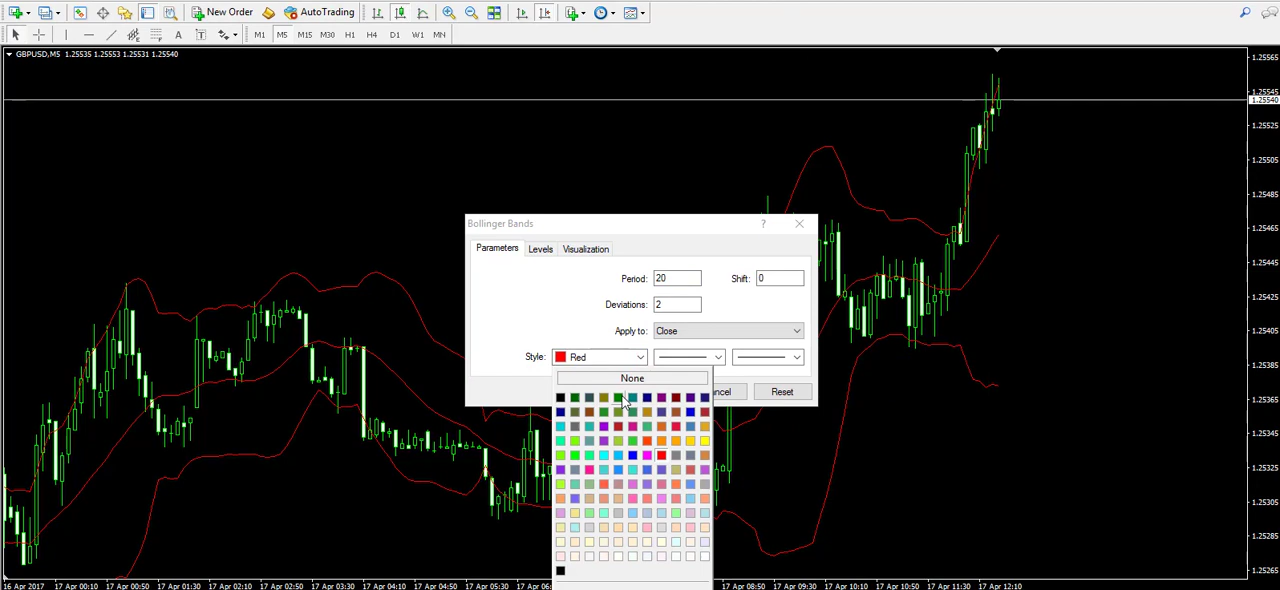 New Order
AutoTrading
A
T
M1
M5
M15
M30
H1
H4
D1
W1
MN
GBPUSD,M5 1.25535 1.25553 1.25531 1.25540
1.25565
1.25545
1.25540
1.25525
1.25505
1.25485
1.25465
1.25445
1.25425
1.25405
1.25385
1.25365
1.25345
1.25325
1.25305
1.25285
1.25265
Bollinger Bands
?
Parameters
Levels
Visualization
Period:
20
Shift:
0
Deviations:
2
Apply to:
Close
Style:
Red
None
ncel
Reset
16 Apr 2017
17 Apr 00:10
17 Apr 00:50
17 Apr 01:30
17 Apr 02:10
17 Apr 02:50
17 Apr 03:30
17 Apr 04:10
17 Apr 04:50
17 Apr 05:30
17 Apr 06:
17 Apr 08:50
17 Apr 09:30
17 Apr 10:10
17 Apr 10:50
17 Apr 11:30
17 Apr 12:10